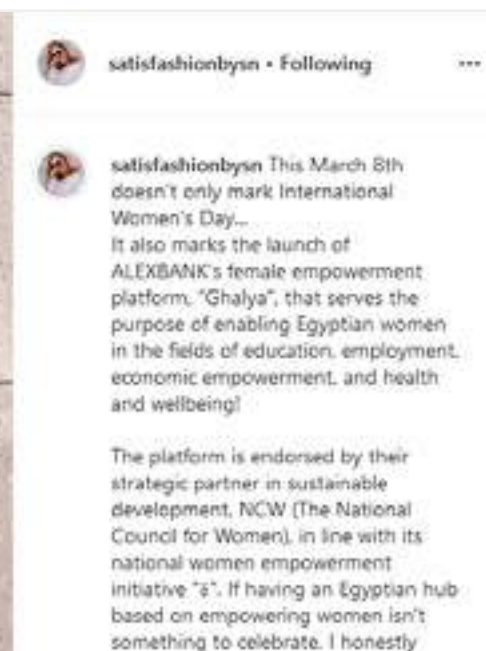 satisfashionbysn • Following
satisfashionbysn This March 8th
doesn't only mark International
Women's Day...
It also marks the launch of
ALEXBANK's female empowerment
platform, "Ghalya", that serves the
purpose of enabling Egyptian women
in the fields of education, employment,
economic empowerment, and health
and wellbeing!
The platform is endorsed by their
strategic partner in sustainable
development, NCW (The National
Council for Women), in line with its
national women empowerment
initiative "ة". If having an Egyptian hub
based on empowering women isn't
something to celebrate, I honestly